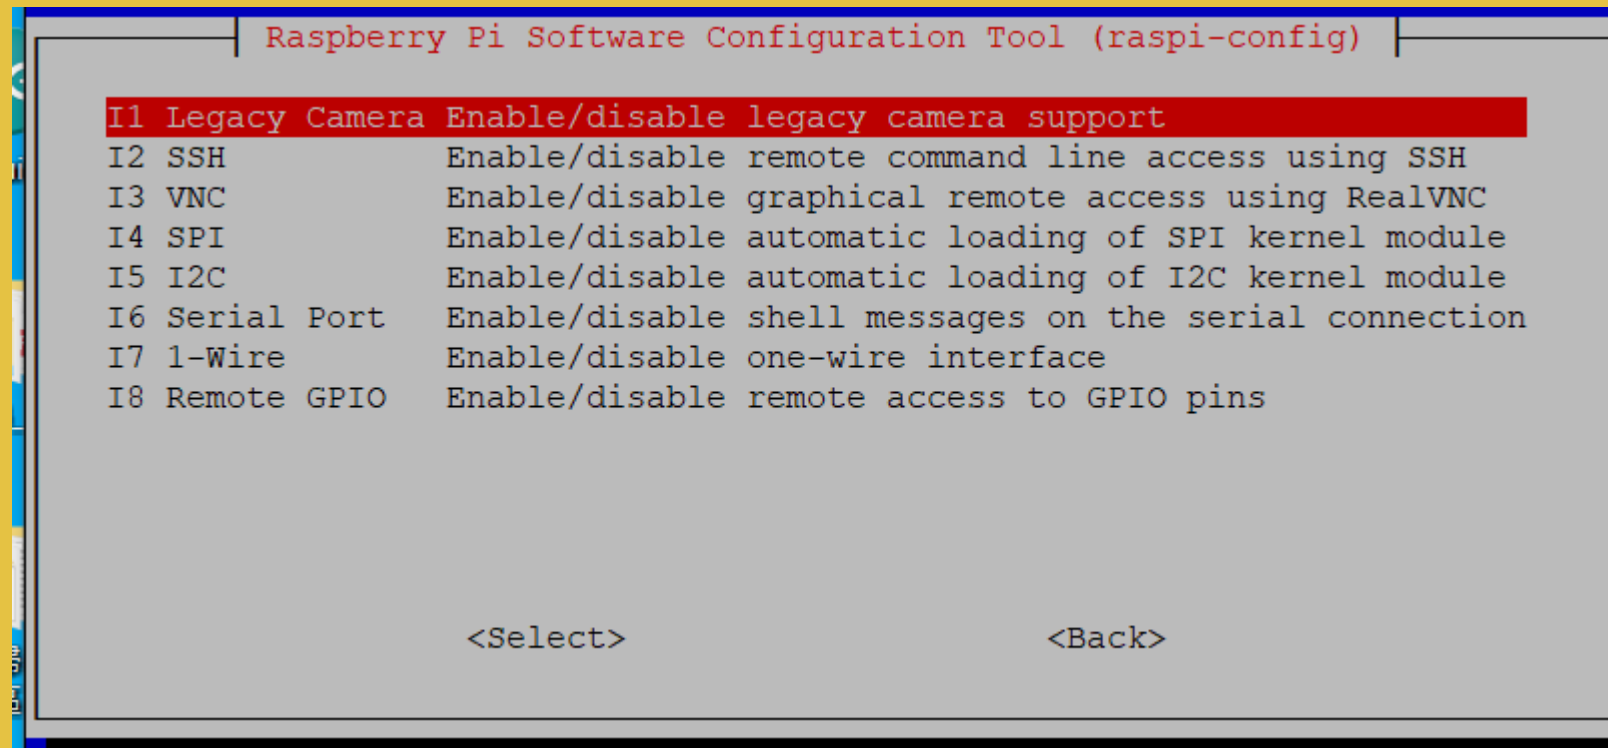 Raspberry Pi Software Configuration Tool (raspi-config)
I1 Legacy Camera Enable/disable legacy camera support
I2 SSH Enable/disable remote command line access using SSH
I3 VNC Enable/disable graphical remote access using RealVNC
I4 SPI Enable/disable automatic loading of SPI kernel module
I5 I2C Enable/disable automatic loading of I2C kernel module
I6 Serial Port Enable/disable shell messages on the serial connection
I7 1-Wire Enable/disable one-wire interface
I8 Remote GPIO Enable/disable remote access to GPIO pins
<Select> <Back>